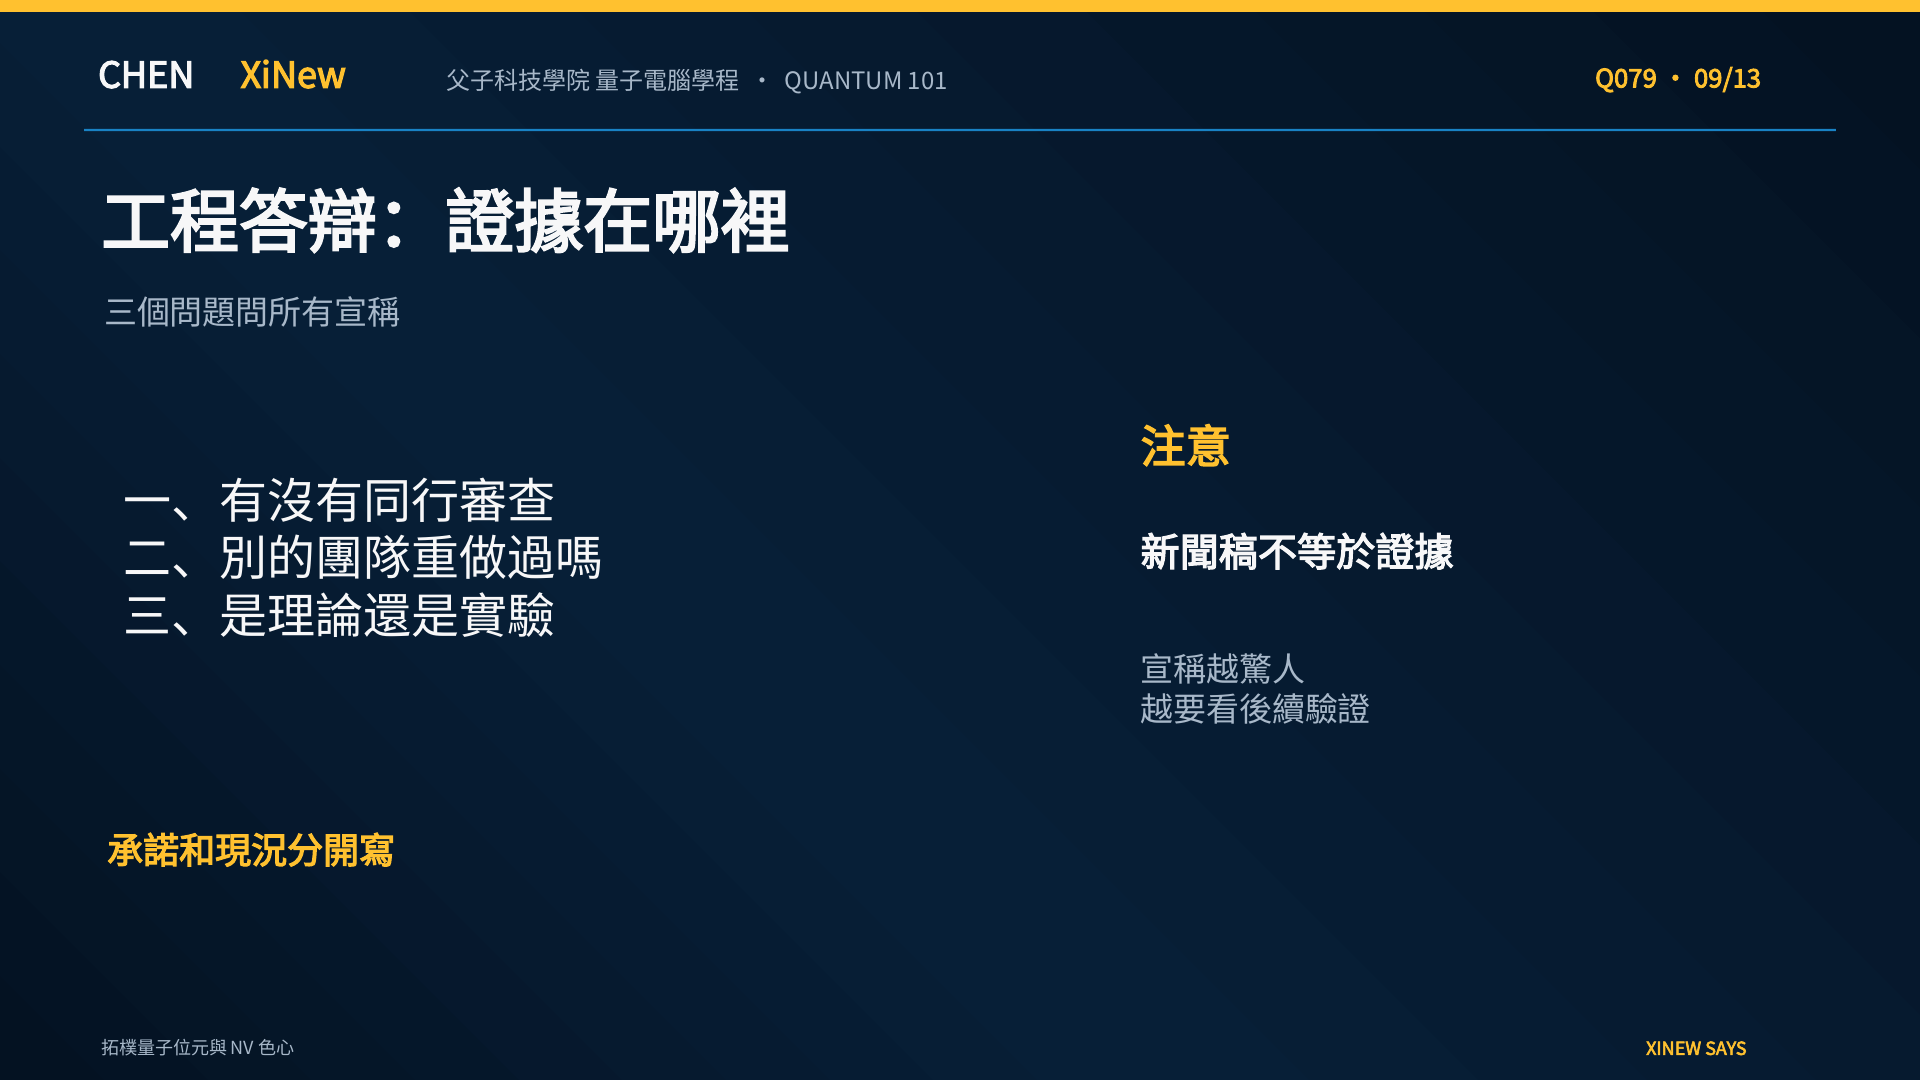 CHEN XiNew 父子科技學院 量子電腦學程 · QUANTUM 101 Q079 · 09/13
工程答辯：證據在哪裡
三個問題問所有宣稱
一、有沒有同行審查
二、別的團隊重做過嗎
三、是理論還是實驗
承諾和現況分開寫
注意
新聞稿不等於證據
宣稱越驚人
越要看後續驗證
拓樸量子位元與 NV 色心 XINEW SAYS